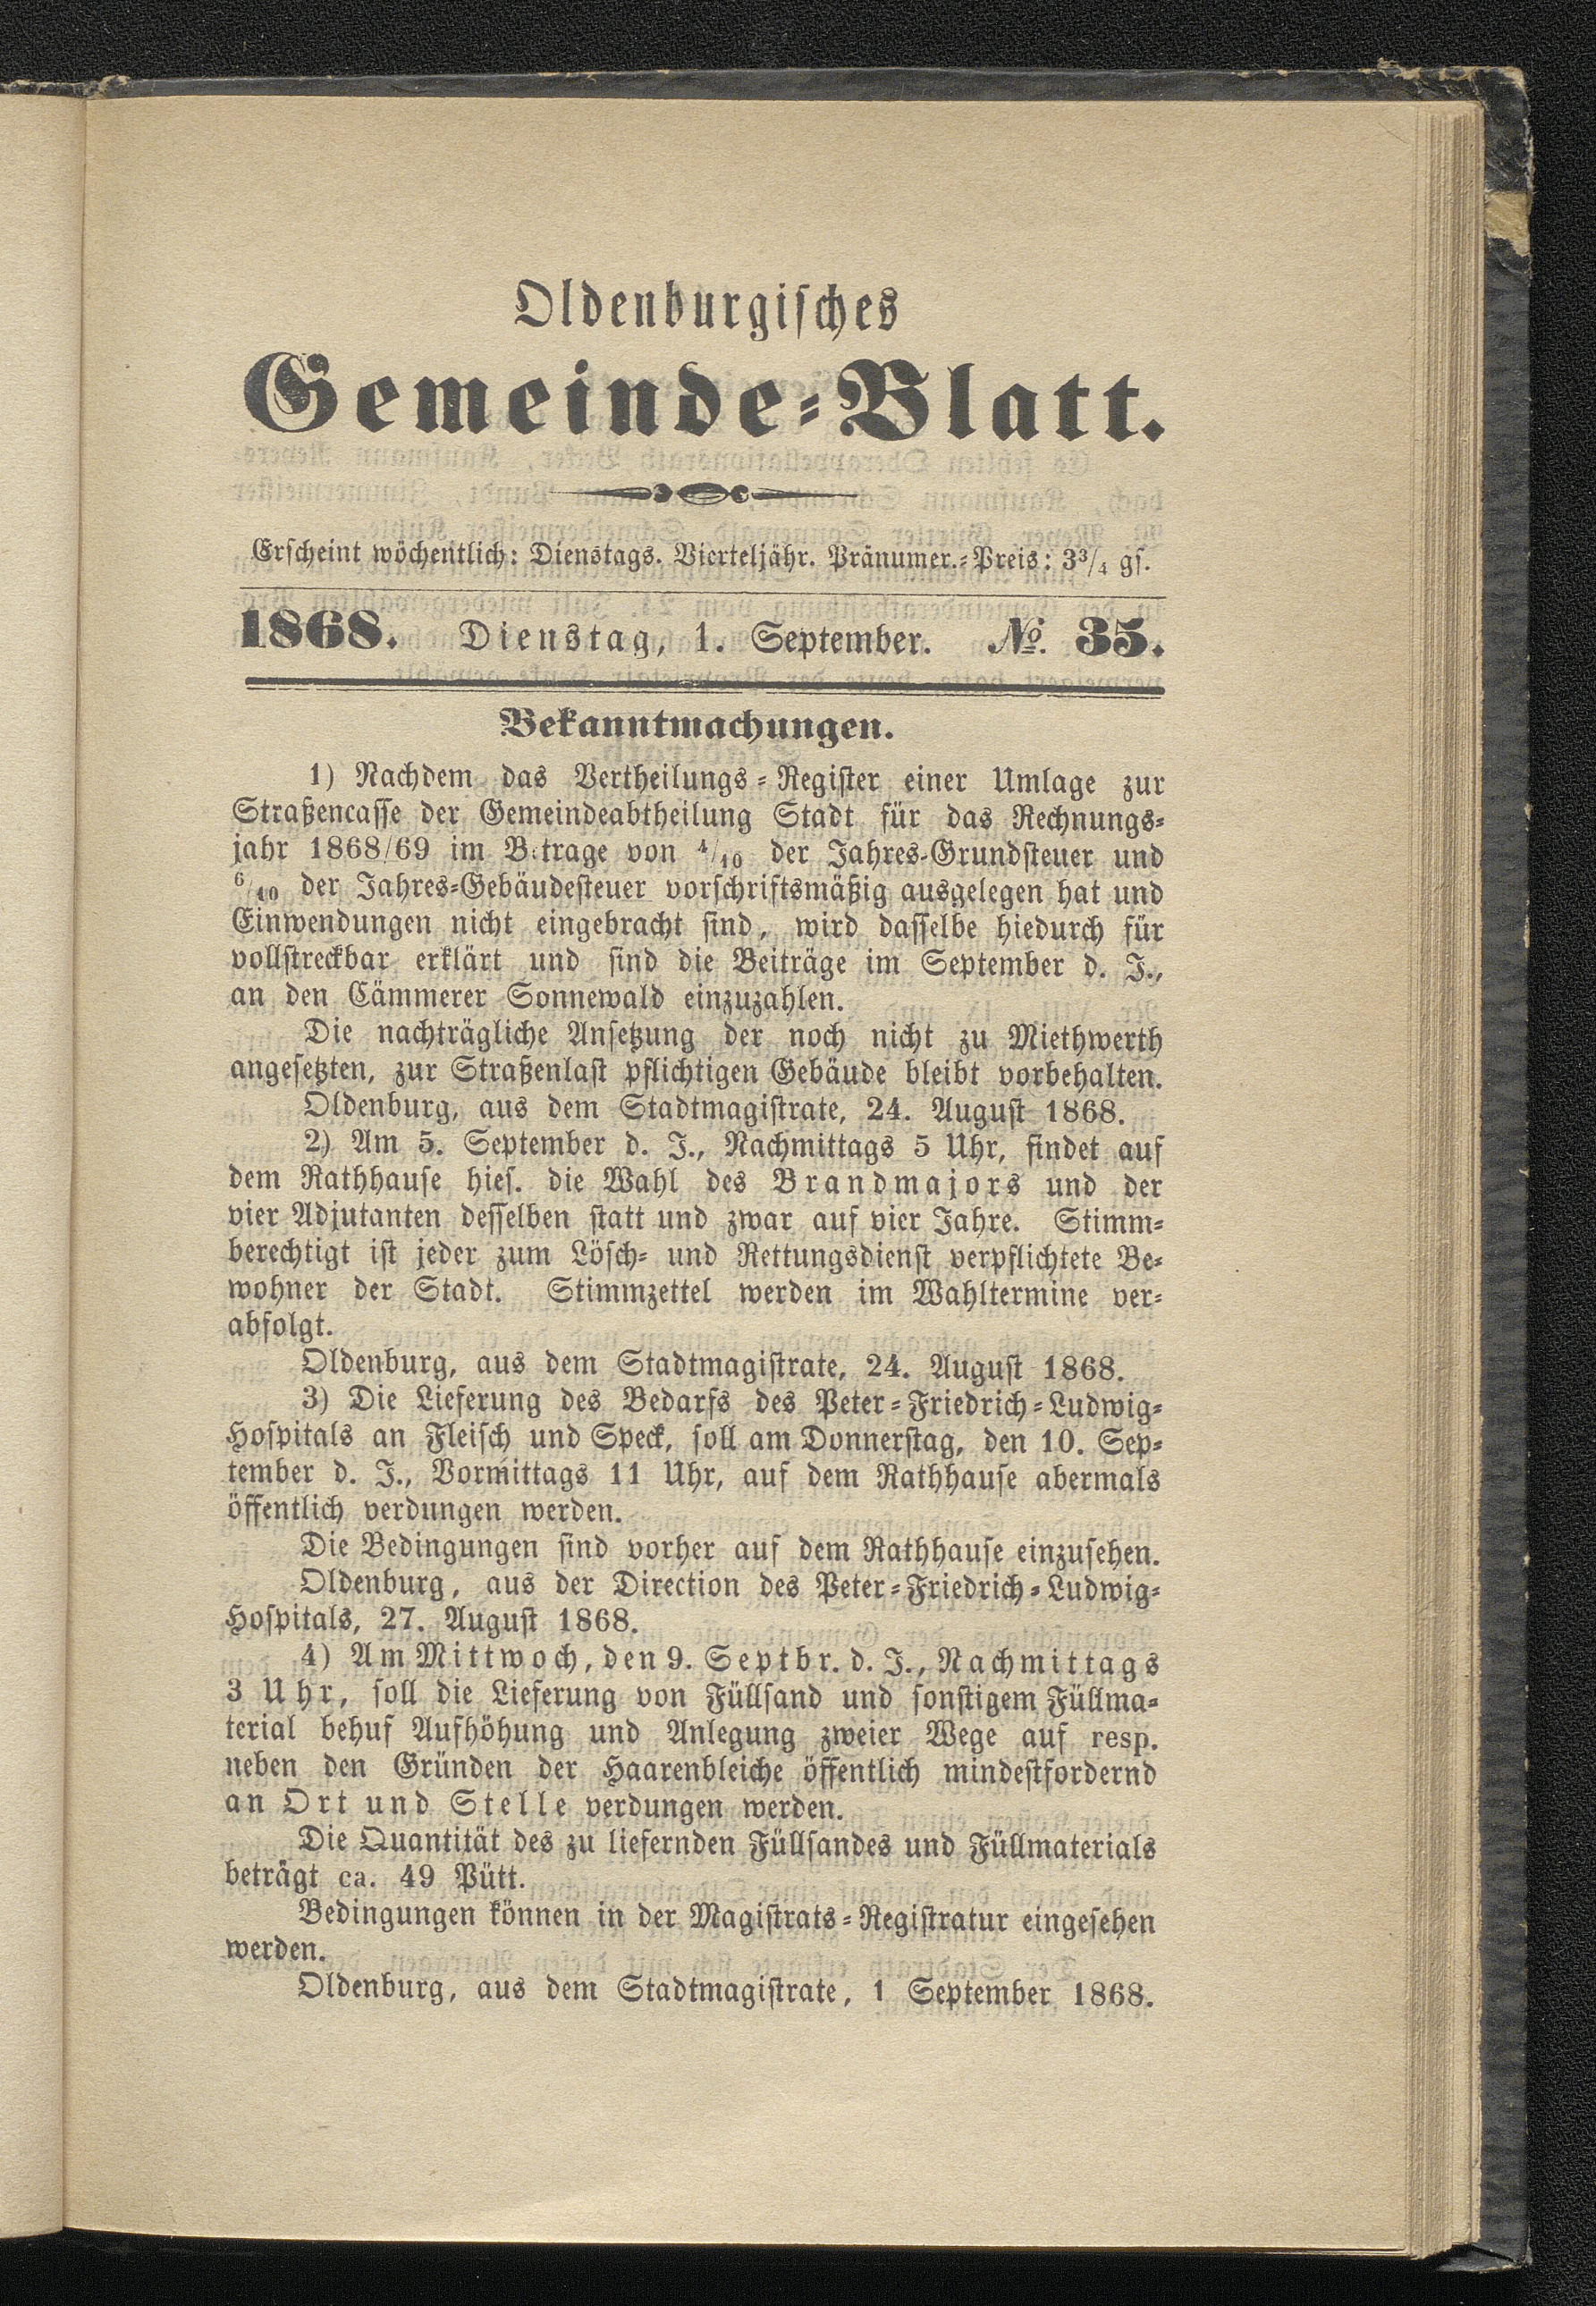 Oldenburgisches
Gemeinde-Blatt.
Erscheint wöchentlich: Dienstags. Vierteljähr. Pränumer.-Preis: 3¾ gs.
1868. Dienstag, 1. September. №. 35.
Bekanntmachungen.
1) Nachdem das Vertheilungs-Register einer Umlage zur
Straßencasse der Gemeindeabtheilung Stadt für das Rechnungs-
jahr 1868/69 im Betrage von 4/10 der Jahres-Grundsteuer und
6/40 der Jahres-Gebäudesteuer vorschriftsmäßig ausgelegen hat und
Einwendungen nicht eingebracht sind, wird dasselbe hiedurch für
vollstreckbar erklärt und sind die Beiträge im September d. J.,
an den Cämmerer Sonnewald einzuzahlen.
Die nachträgliche Ansetzung der noch nicht zu Miethwerth
angesetzten, zur Straßenlast pflichtigen Gebäude bleibt vorbehalten.
Oldenburg, aus dem Stadtmagistrate, 24. August 1868.
2) Am 5. September d. J., Nachmittags 5 Uhr, findet auf
dem Rathhause hies. die Wahl des Brandmajors und der
vier Adjutanten desselben statt und zwar auf vier Jahre. Stimm-
berechtigt ist jeder zum Lösch- und Rettungsdienst verpflichtete Be-
wohner der Stadt. Stimmzettel werden im Wahltermine ver-
abfolgt.
Oldenburg, aus dem Stadtmagistrate, 24. August 1868.
3) Die Lieferung des Bedarfs des Peter-Friedrich-Ludwig-
Hospitals an Fleisch und Speck, soll am Donnerstag, den 10. Sep-
tember d. J., Vormittags 11 Uhr, auf dem Rathhause abermals
öffentlich verdungen werden.
Die Bedingungen sind vorher auf dem Rathhause einzusehen.
Oldenburg, aus der Direction des Peter-Friedrich-Ludwig-
Hospitals, 27. August 1868.
4) Am Mittwoch, den 9. Septbr. d. J., Nachmittags
3 Uhr, soll die Lieferung von Füllsand und sonstigem Füllma-
terial behuf Aufhöhung und Anlegung zweier Wege auf resp.
neben den Gründen der Haarenbleiche öffentlich mindestfordernd
an Ort und Stelle verdungen werden.
Die Quantität des zu liefernden Füllsandes und Füllmaterials
beträgt ca. 49 Pütt.
Bedingungen können in der Magistrats-Registratur eingesehen
werden.
Oldenburg, aus dem Stadtmagistrate, 1 September 1868.